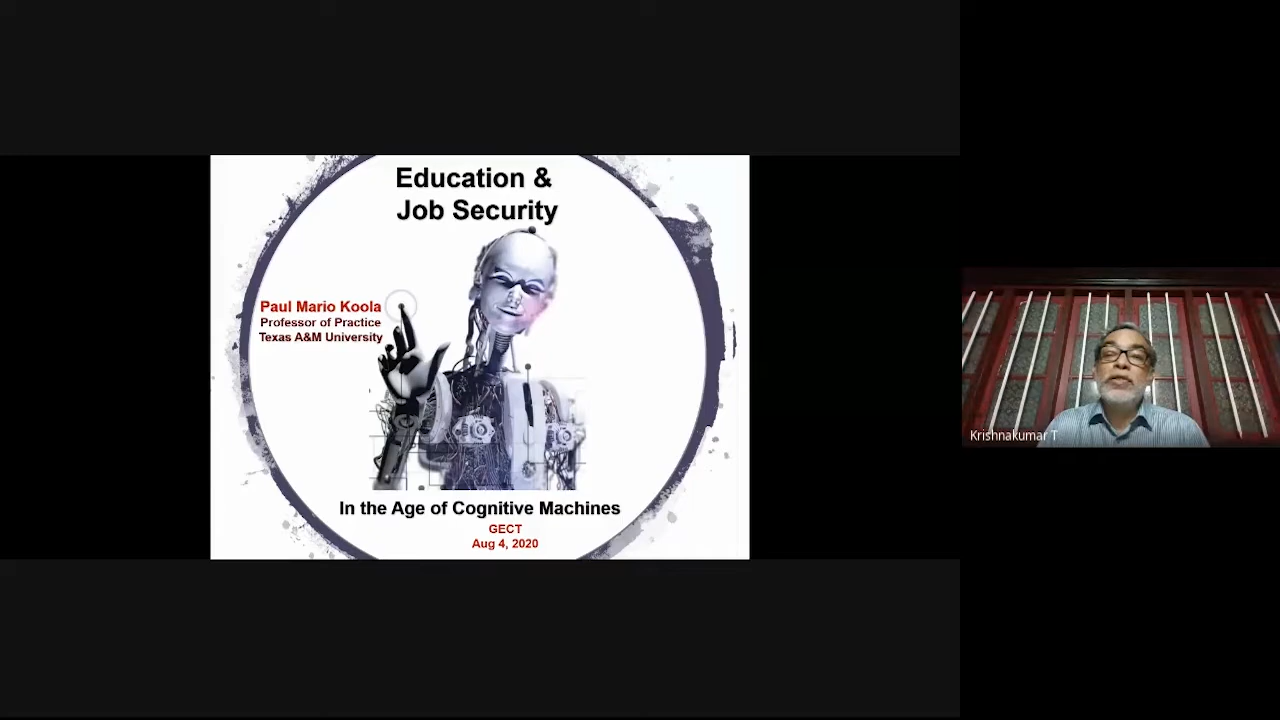 Education &
Job Security
Paul Mario Koola
Professor of Practice
Texas A&M University
In the Age of Cognitive Machines
GECT
Aug 4, 2020
Krishnakumar T